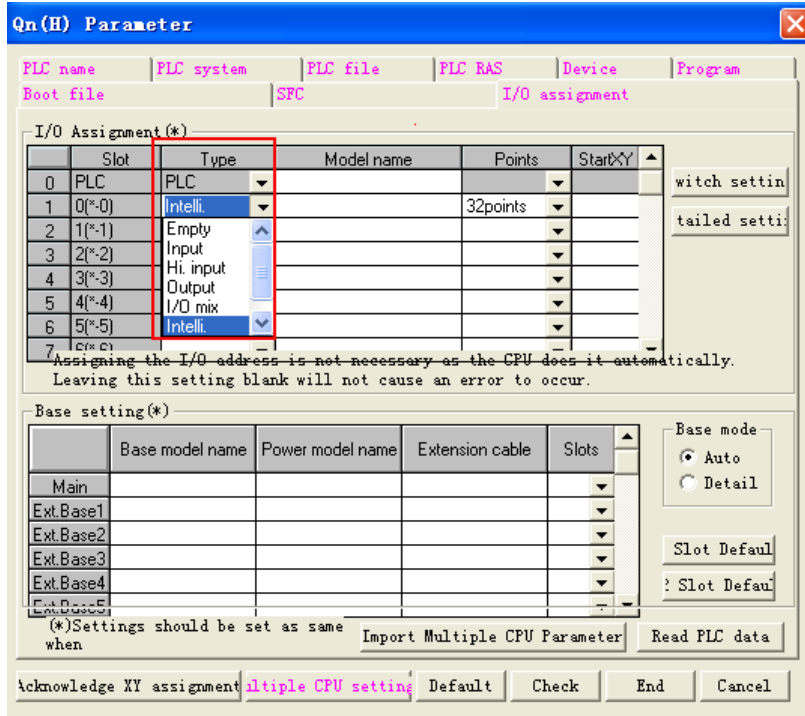 Qn(H) Parameter
PLC name PLC system PLC file PLC RAS Device Program
Boot file SFC I/O assignment
I/O Assignment(*)
Slot Type Model name Points StartXY
0 PLC PLC
1 0(*-0) Intelli. 32points
2 1(*-1)
3 2(*-2)
4 3(*-3)
5 4(*-4)
6 5(*-5)
7
Empty
Input
Hi. input
Output
I/O mix
Intelli.
witch settin
tailed setti
Assigning the I/O address is not necessary as the CPU does it automatically.
Leaving this setting blank will not cause an error to occur.
Base setting(*)
Base model name Power model name Extension cable Slots
Main
Ext.Base1
Ext.Base2
Ext.Base3
Ext.Base4
Ext.Base5
Base mode
Auto
Detail
Slot Defaul
Slot Defau
(*)Settings should be set as same
when
Import Multiple CPU Parameter Read PLC data
Acknowledge XY assignment ultiple CPU setting Default Check End Cancel